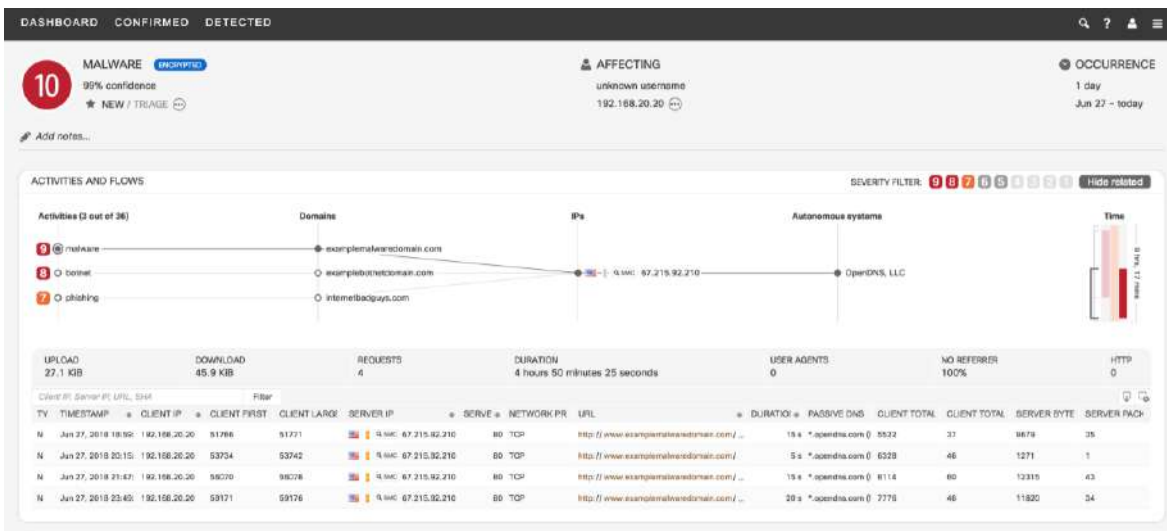 DASHBOARD CONFIRMED DETECTED
10
MALWARE ENCRYPTED
99% confidence
NEW / TRIAGE
AFFECTING
unknown username
192.168.20.20
OCCURRENCE
1 day
Jun 27 - today
Add notes...
ACTIVITIES AND FLOWS
SEVERITY FILTER: 9 8 7 6 5 4 3 2 1 Hide related
Activities (3 out of 36) Domains IPs Autonomous systems Time
9 malware examplemalwaredomain.com
8 botnet examplebotnetdomain.com 67.215.92.210 OpenDNS, LLC
7 phishing internetbadguys.com
UPLOAD DOWNLOAD REQUESTS DURATION USER AGENTS NO REFERRER HTTP
27.1 KiB 45.9 KiB 4 4 hours 50 minutes 25 seconds 0 100% 0
Client IP, Server IP, URL, SHA Filter
TY TIMESTAMP CLIENT IP CLIENT FIRST CLIENT LARGE SERVER IP SERVE NETWORK PR URL DURATIO PASSIVE DNS CLIENT TOTAL CLIENT TOTAL SERVER BYTE SERVER PACK
N Jun 27, 2018 192.168.20.20 51766 51771 67.215.92.210 80 TCP http://www.examplemalwaredomain.com/... 15 s *.opendns.com () 5522 37 35
N Jun 27, 2018 20:15: 192.168.20.20 53734 53742 67.215.92.210 80 TCP http://www.examplemalwaredomain.com/ 5 s *.opendns.com () 6328 46 1271 1
N Jun 27, 2018 21:47: 192.168.20.20 67.215.92.210 80 TCP http://www.examplemalwaredomain.com/... 15 s *.opendns.com () 12315 43
N Jun 27, 2018 192.168.20.20 59171 59176 67.215.92.210 80 TCP http://www.examplemalwaredomain.com/... 20 s *.opendns.com () 46 11820 34